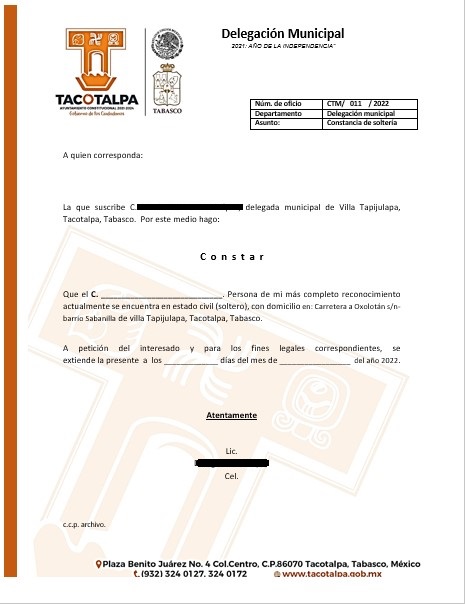 Delegación Municipal
2021: AÑO DE LA INDEPENDENCIA"
TACOTALPA
AYUNTAMIENTO CONSTITUCIONAL 2021-2024
Gobierno de los Ciudadanos
TABASCO
Núm. de oficio CTM/ 011 / 2022
Departamento Delegación municipal
Asunto: Constancia de soltería
A quien corresponda:
La que suscribe C. delegada municipal de Villa Tapijulapa,
Tacotalpa, Tabasco. Por este medio hago:
C o n s t a r
Que el C. ___________________________. Persona de mi más completo reconocimiento
actualmente se encuentra en estado civil (soltero), con domicilio en: Carretera a Oxolotán s/n-
barrio Sabanilla de villa Tapijulapa, Tacotalpa, Tabasco.
A petición del interesado y para los fines legales correspondientes, se
extiende la presente a los ____________ días del mes de ________________ del año 2022.
Atentamente
Lic.
Cel.
c.c.p. archivo.
Plaza Benito Juárez No. 4 Col.Centro, C.P.86070 Tacotalpa, Tabasco, México
(932) 324 0127, 324 0172 www.tacotalpa.gob.mx